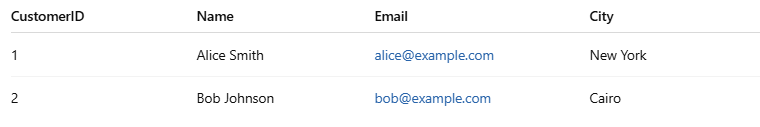 CustomerID Name Email City
1 Alice Smith alice@example.com New York
2 Bob Johnson bob@example.com Cairo